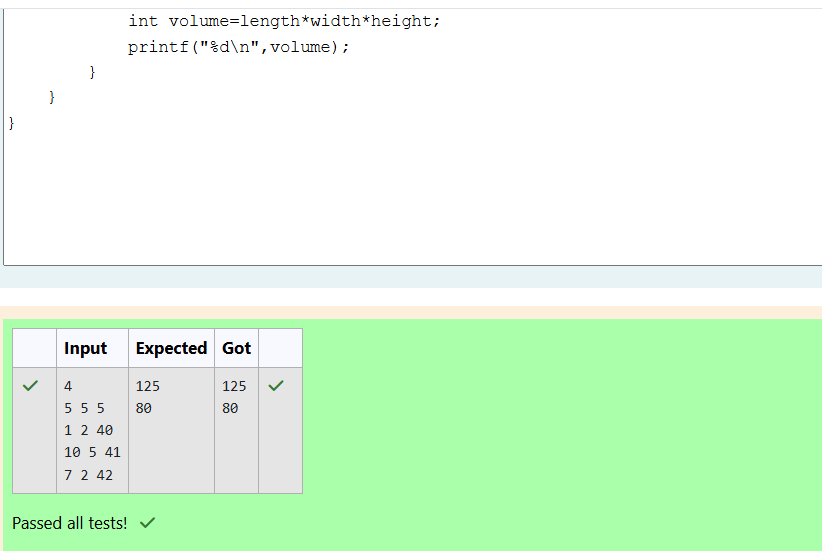 int volume=length*width*height;
printf("%d\n",volume);
}
}
}
Input Expected Got
4 125 125
5 5 5 80 80
1 2 40
10 5 41
7 2 42
Passed all tests!